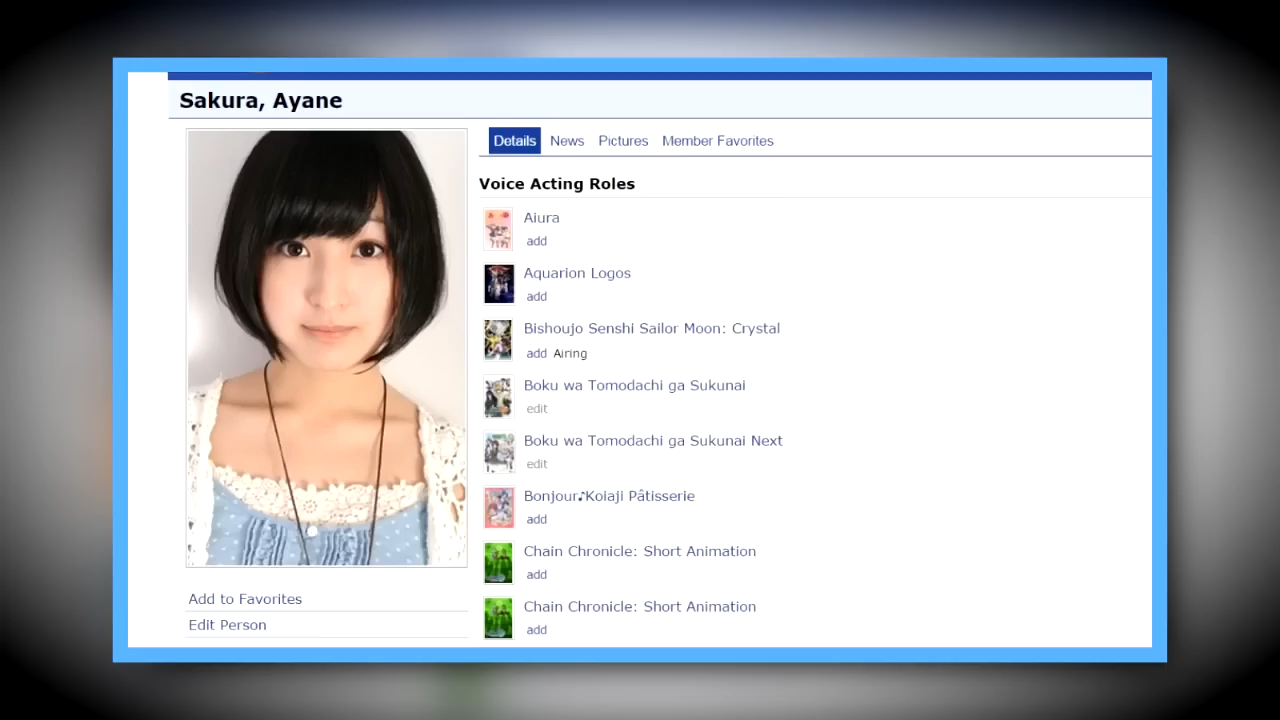 Sakura, Ayane
Details News Pictures Member Favorites
Voice Acting Roles
Aiura
add
Aquarion Logos
add
Bishoujo Senshi Sailor Moon: Crystal
add Airing
Boku wa Tomodachi ga Sukunai
edit
Boku wa Tomodachi ga Sukunai Next
edit
Bonjour♪Koiaji Pâtisserie
add
Chain Chronicle: Short Animation
add
Chain Chronicle: Short Animation
add
Add to Favorites
Edit Person